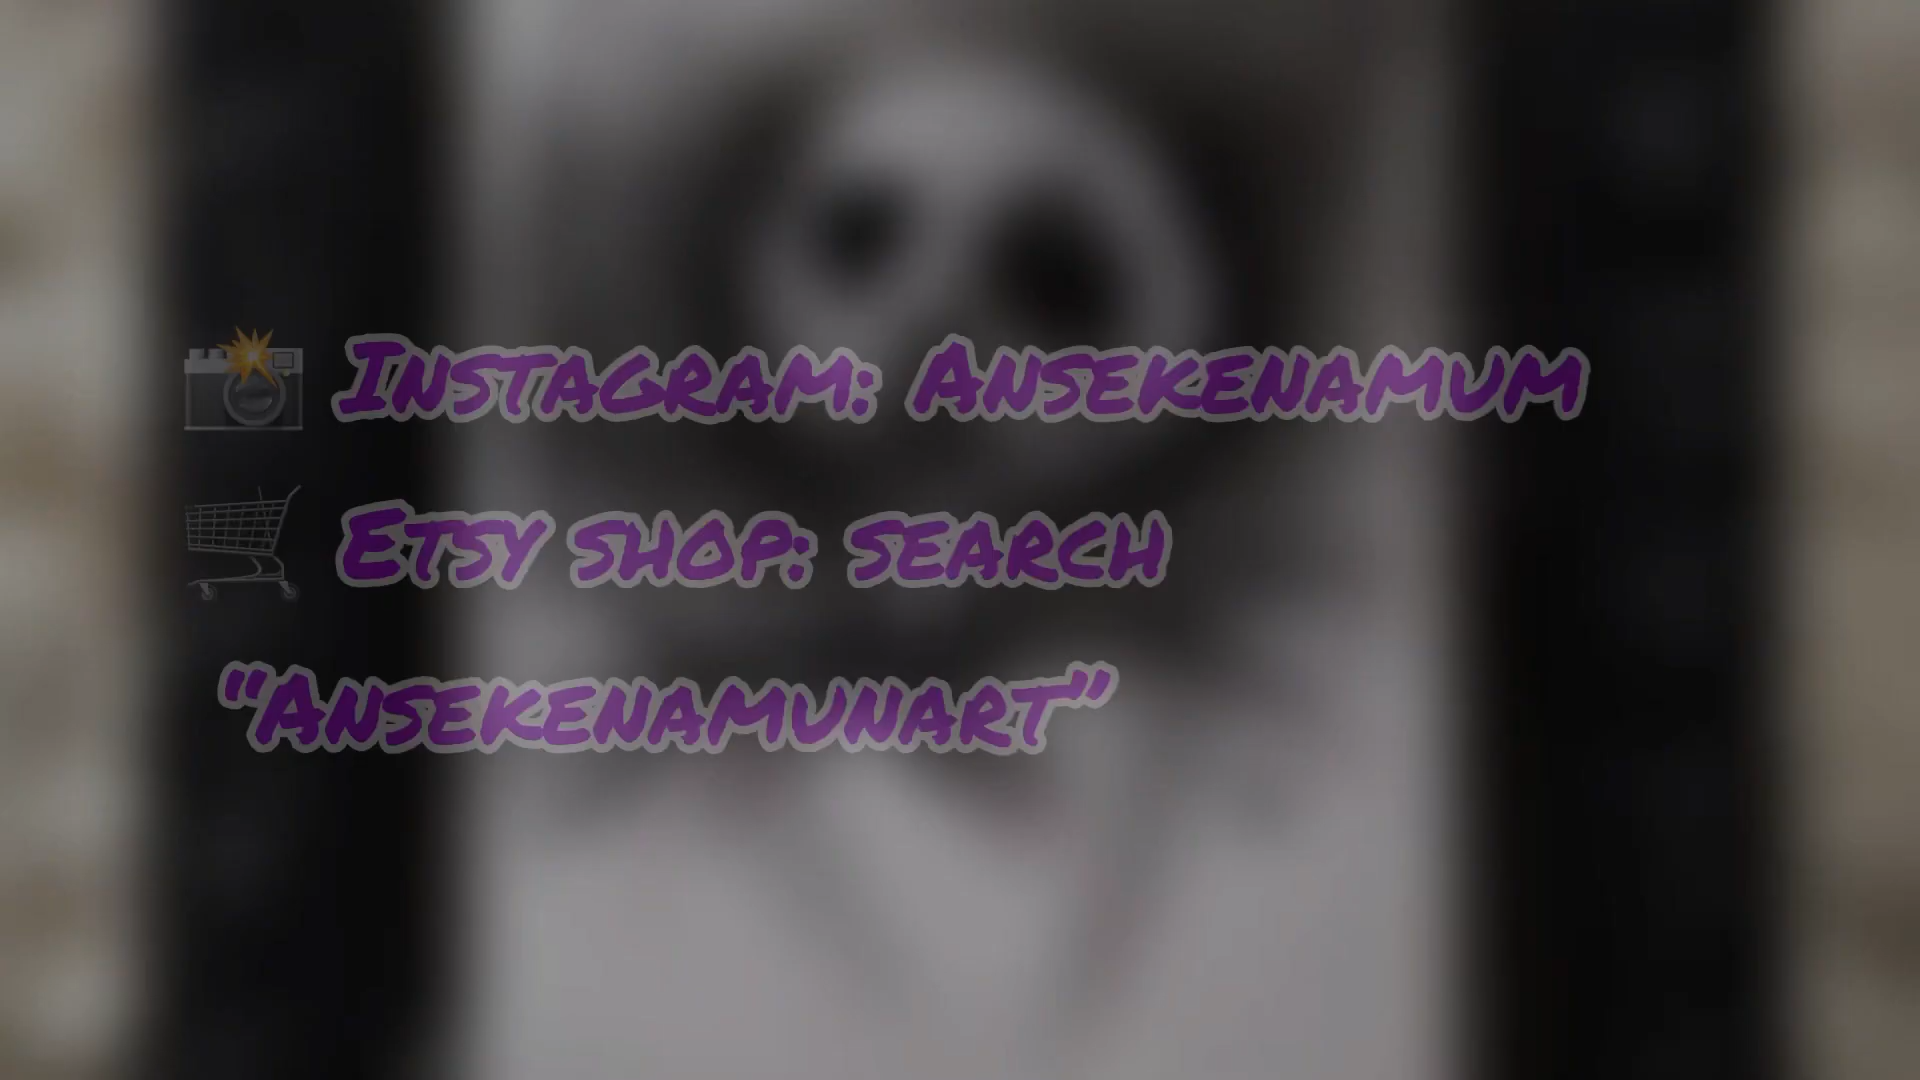 📸 Instagram: Ansekenamum
🛒 Etsy shop: search
“Ansekenamunart”